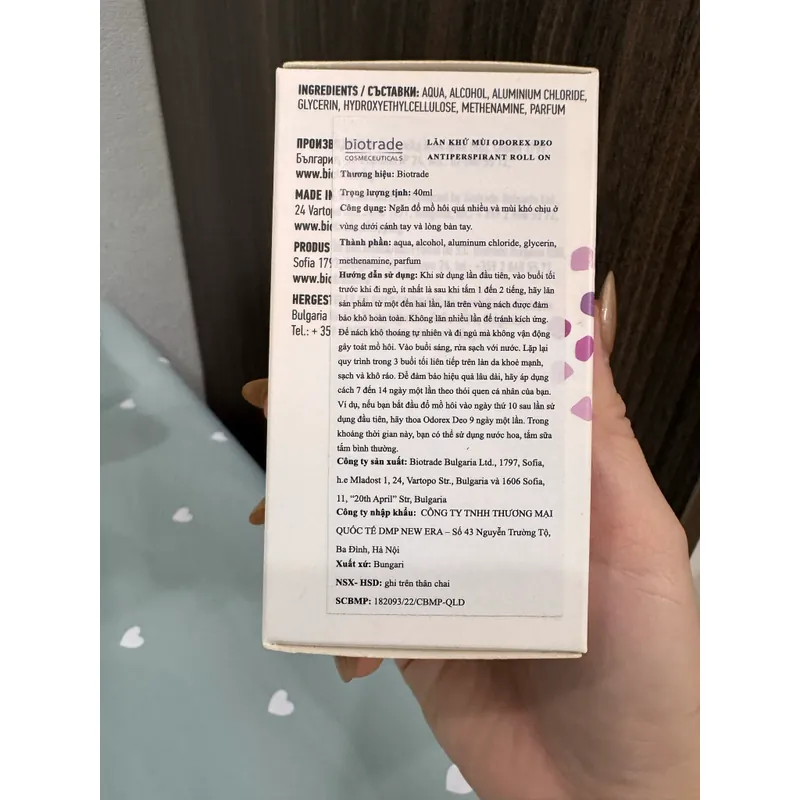 INGREDIENTS / СЪСТАВКИ: AQUA, ALCOHOL, ALUMINIUM CHLORIDE,
GLYCERIN, HYDROXYETHYLCELLULOSE, METHENAMINE, PARFUM
ПРОИЗВ
България
www.bi
MADE IN
24 Vartop
www.bi
PRODUS
Sofia 179
www.bio
HERGEST
Bulgaria
Tel.: + 35
biotrade
COSMECEUTICALS
LĂN KHỬ MÙI ODOREX DEO
ANTIPERSPIRANT ROLL ON
Thương hiệu: Biotrade
Trọng lượng tịnh: 40ml
Công dụng: Ngăn đổ mồ hôi quá nhiều và mùi khó chịu ở
vùng dưới cánh tay và lòng bàn tay.
Thành phần: aqua, alcohol, aluminum chloride, glycerin,
methenamine, parfum
Hướng dẫn sử dụng: Khi sử dụng lần đầu tiên, vào buổi tối
trước khi đi ngủ, ít nhất là sau khi tắm 1 đến 2 tiếng, hãy lăn
sản phẩm từ một đến hai lần, lăn trên vùng nách được đảm
bảo khô hoàn toàn. Không lăn nhiều lần để tránh kích ứng.
Để nách khô thoáng tự nhiên và đi ngủ mà không vận động
gây toát mồ hôi. Vào buổi sáng, rửa sạch với nước. Lặp lại
quy trình trong 3 buổi tối liên tiếp trên làn da khoẻ mạnh,
sạch và khô ráo. Để đảm bảo hiệu quả lâu dài, hãy áp dụng
cách 7 đến 14 ngày một lần theo thói quen cá nhân của bạn.
Ví dụ, nếu bạn bắt đầu đổ mồ hôi vào ngày thứ 10 sau lần sử
dụng đầu tiên, hãy thoa Odorex Deo 9 ngày một lần. Trong
khoảng thời gian này, bạn có thể sử dụng nước hoa, tắm sữa
tắm bình thường.
Công ty sản xuất: Biotrade Bulgaria Ltd., 1797, Sofia,
h.e Mladost 1, 24, Vartopo Str., Bulgaria và 1606 Sofia,
11, “20th April” Str, Bulgaria
Công ty nhập khẩu: CÔNG TY TNHH THƯƠNG MẠI
QUỐC TẾ DMP NEW ERA – Số 43 Nguyễn Trường Tộ,
Ba Đình, Hà Nội
Xuất xứ: Bungari
NSX- HSD: ghi trên thân chai
SCBMP: 182093/22/CBMP-QLD